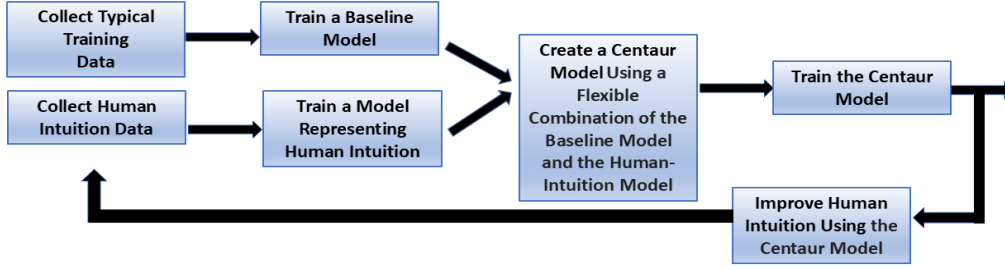 Collect Typical
Training
Data
Train a Baseline
Model
Collect Human
Intuition Data
Train a Model
Representing
Human Intuition
Create a Centaur
Model Using a
Flexible
Combination of the
Baseline Model
and the Human-
Intuition Model
Train the Centaur
Model
Improve Human
Intuition Using the
Centaur Model